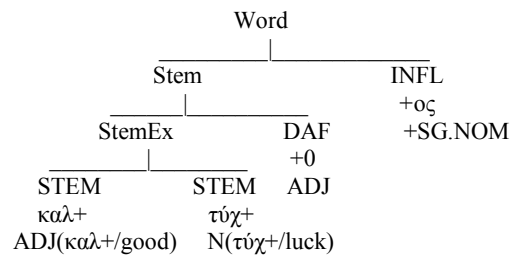 Word
Stem INFL
+ος
StemEx DAF +SG.NOM
+0
STEM STEM ADJ
καλ+ τύχ+
ADJ(καλ+/good) N(τύχ+/luck)